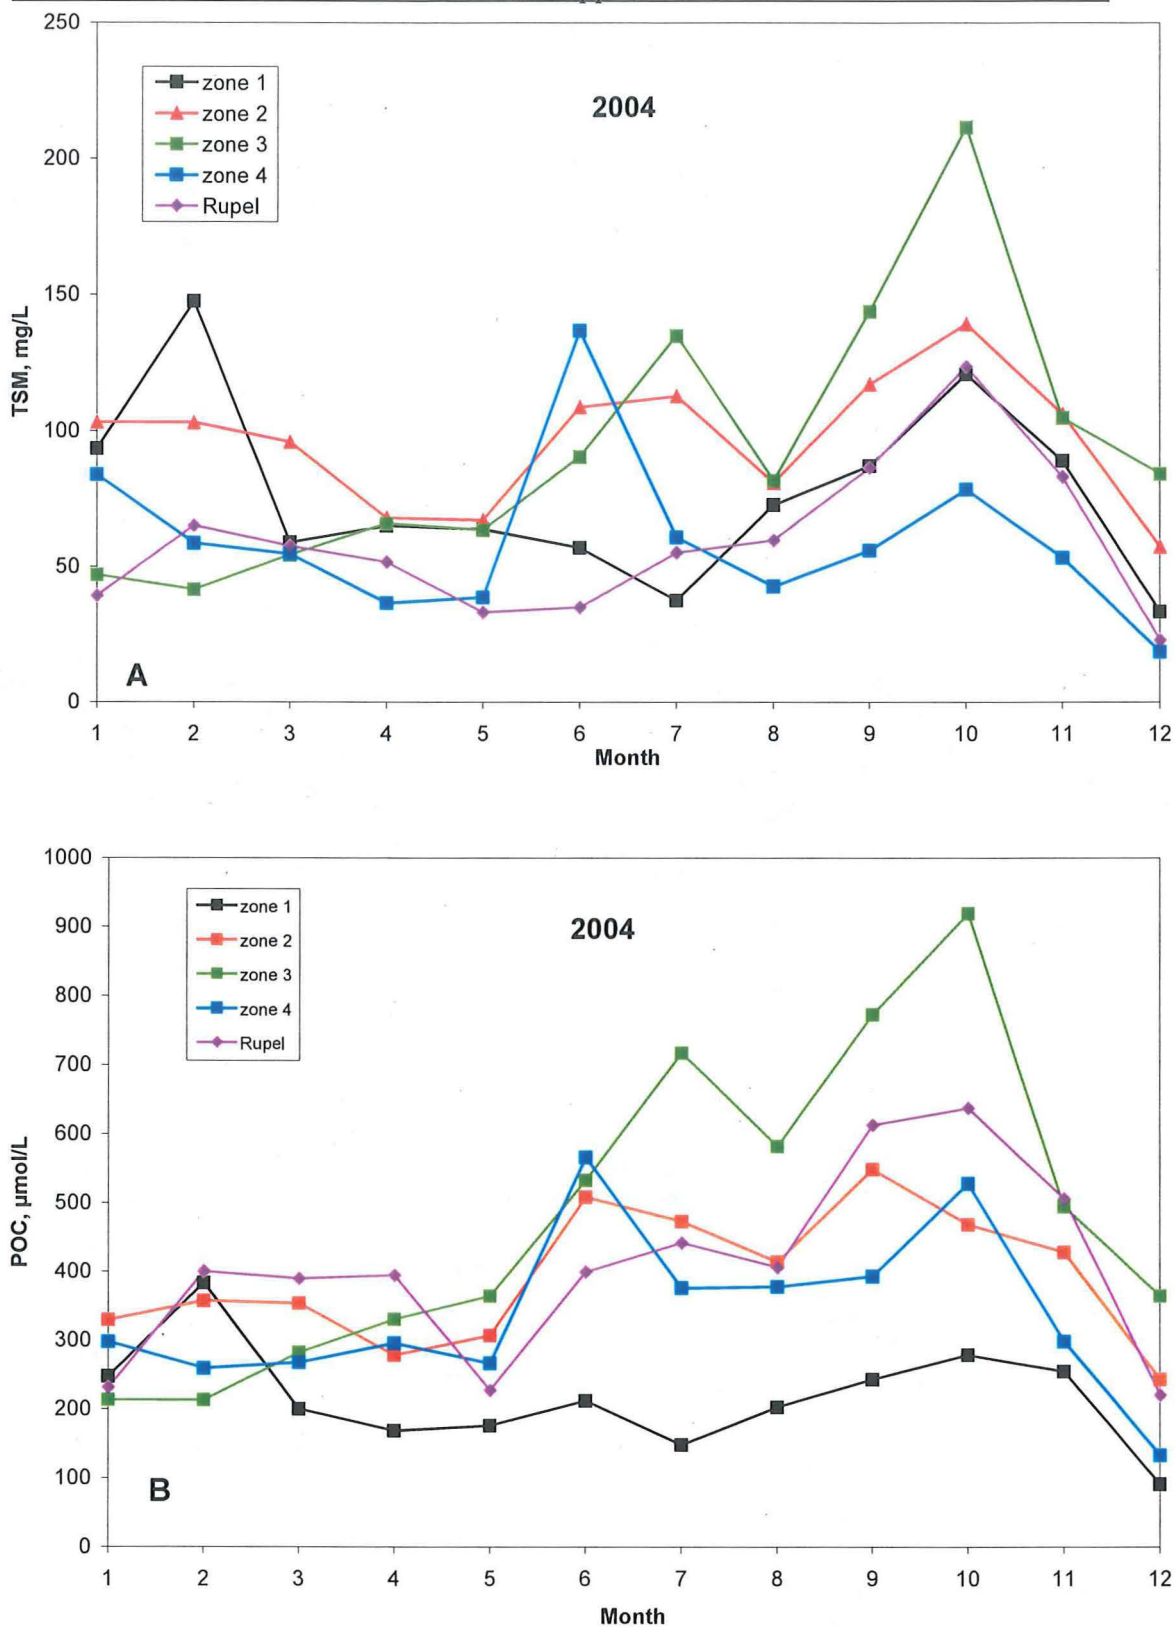 250
200
150
100
50
0
TSM, mg/L
zone 1
zone 2
zone 3
zone 4
Rupel
2004
A
1 2 3 4 5 6 7 8 9 10 11 12
Month
1000
900
800
700
600
500
400
300
200
100
0
POC, µmol/L
zone 1
zone 2
zone 3
zone 4
Rupel
2004
B
1 2 3 4 5 6 7 8 9 10 11 12
Month